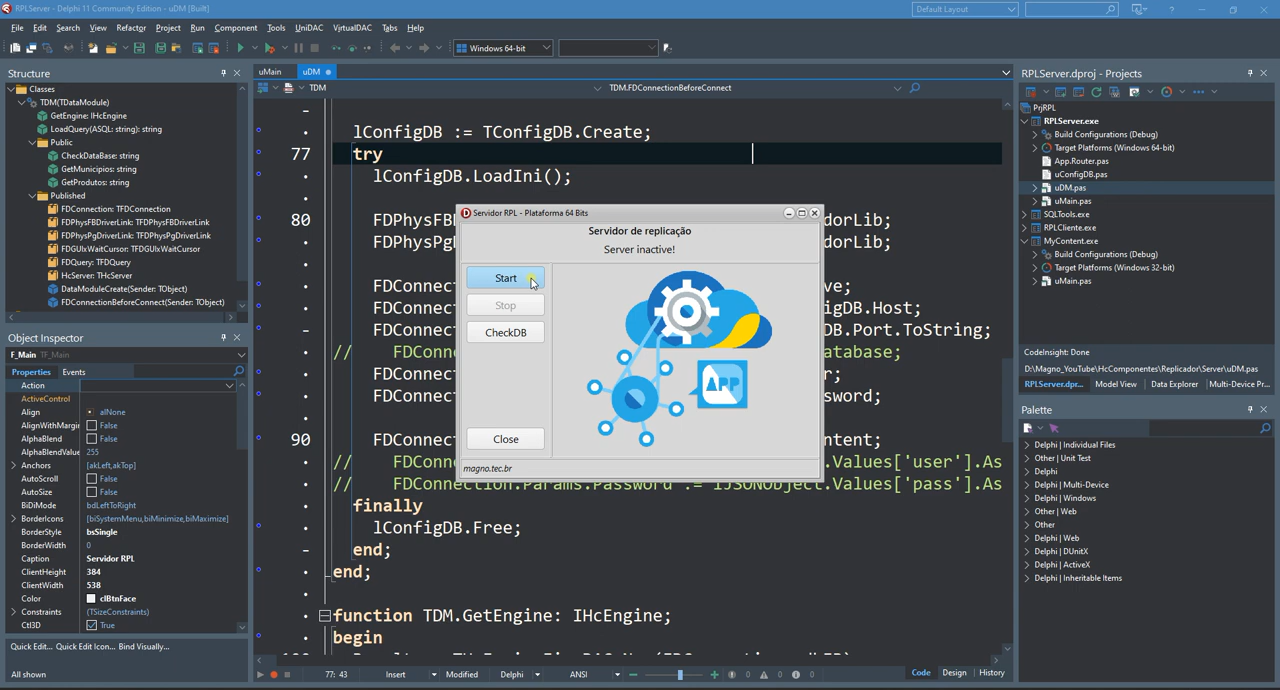 RPLServer - Delphi 11 Community Edition - uDM [Built]
Default Layout
File Edit Search View Refactor Project Run Component Tools UniDAC VirtualDAC Tabs Help
Windows 64-bit
Structure
Classes
TDM(TDataModule)
GetEngine: IHcEngine
LoadQuery(ASQL: string): string
Public
CheckDataBase: string
GetMunicipios: string
GetProdutos: string
Published
FDConnection: TFDConnection
FDPhysFBDriverLink: TFDPhysFBDriverLink
FDPhysPgDriverLink: TFDPhysPgDriverLink
FDGUIxWaitCursor: TFDGUIxWaitCursor
FDQuery: TFDQuery
HcServer: THcServer
DataModuleCreate(Sender: TObject)
FDConnectionBeforeConnect(Sender: TObject)
Object Inspector
F_Main TF_Main
Properties Events
Action
ActiveControl
Align alNone
AlignWithMargin False
AlphaBlend False
AlphaBlendValue 255
Anchors [akLeft,akTop]
AutoScroll False
AutoSize False
BiDiMode bdLeftToRight
BorderIcons [biSystemMenu,biMinimize,biMaximize]
BorderStyle bsSingle
BorderWidth 0
Caption Servidor RPL
ClientHeight 384
ClientWidth 538
Color clBtnFace
Constraints (TSizeConstraints)
Ctl3D True
Quick Edit... Quick Edit Icon... Bind Visually...
All shown
uMain uDM
TDM TDM.FDConnectionBeforeConnect
lConfigDB := TConfigDB.Create;
77 try
lConfigDB.LoadIni();
80 FDPhysFB dorLib;
FDPhysPg dorLib;
FDConnec ve;
FDConnec igDB.Host;
FDConnec DB.Port.ToString;
// FDConne atabase;
FDConnec r;
FDConnec sword;
90 FDConnec ntent;
// FDConn .Values['user'].As
// FDConnection.Params.Password := IJSONObject.Values['pass'].As
finally
lConfigDB.Free;
end;
end;
function TDM.GetEngine: IHcEngine;
begin
77: 43 Insert Modified Delphi ANSI 0 0 0 Code Design History
Servidor RPL - Plataforma 64 Bits
Servidor de replicação
Server inactive!
Start
Stop
CheckDB
APP
Close
magno.tec.br
RPLServer.dproj - Projects
PrjRPL
RPLServer.exe
Build Configurations (Debug)
Target Platforms (Windows 64-bit)
App.Router.pas
uConfigDB.pas
uDM.pas
uMain.pas
SQLTools.exe
RPLCliente.exe
MyContent.exe
Build Configurations (Debug)
Target Platforms (Windows 32-bit)
uMain.pas
CodeInsight: Done
D:\Magno_YouTube\HcComponentes\Replicador\Server\uDM.pas
RPLServer.dpr... Model View Data Explorer Multi-Device Pr...
Palette
Delphi | Individual Files
Other | Unit Test
Delphi
Delphi | Multi-Device
Delphi | Windows
Other | Web
Other
Delphi | Web
Delphi | DUnitX
Delphi | ActiveX
Delphi | Inheritable Items